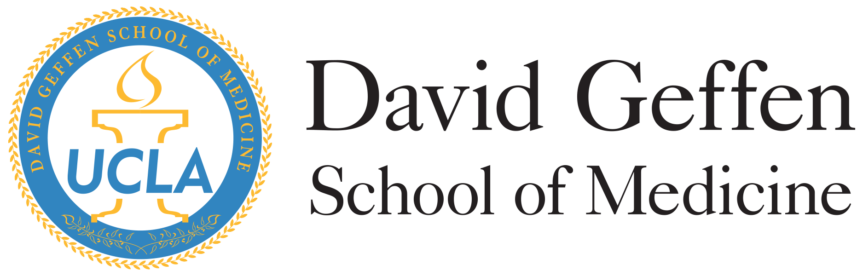 DAVID GEFFEN SCHOOL OF MEDICINE
UCLA
David Geffen
School of Medicine